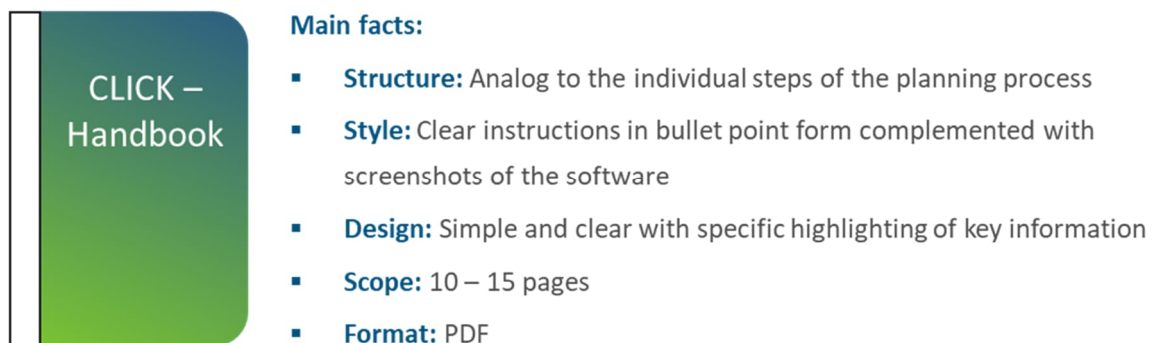 CLICK –
Handbook
Main facts:
▪ Structure: Analog to the individual steps of the planning process
▪ Style: Clear instructions in bullet point form complemented with
screenshots of the software
▪ Design: Simple and clear with specific highlighting of key information
▪ Scope: 10 – 15 pages
▪ Format: PDF